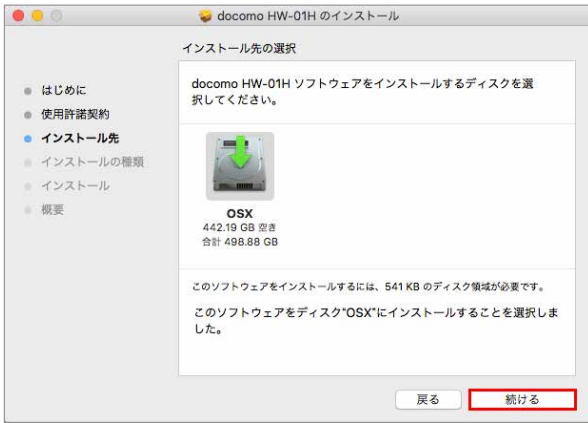 docomo HW-01H のインストール
インストール先の選択
はじめに
使用許諾契約
インストール先
インストールの種類
インストール
概要
docomo HW-01H ソフトウェアをインストールするディスクを選
択してください。
OSX
442.19 GB 空き
合計 498.88 GB
このソフトウェアをインストールするには、541 KB のディスク領域が必要です。
このソフトウェアをディスク"OSX"にインストールすることを選択しま
した。
戻る
続ける